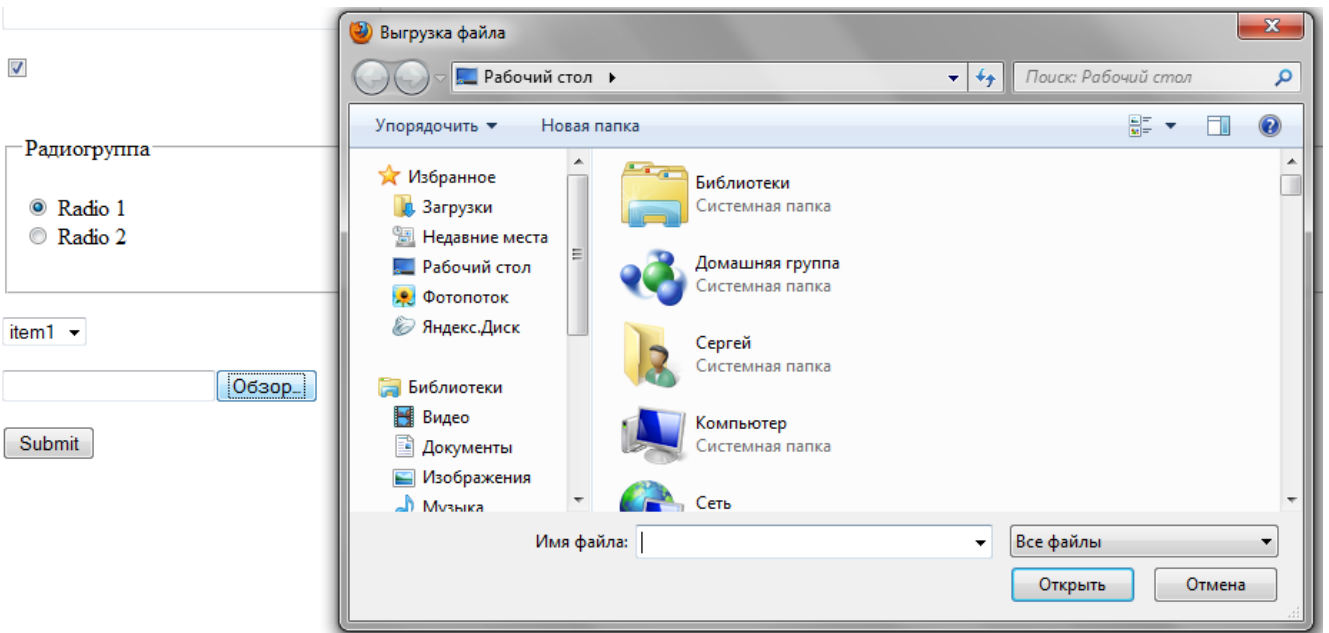 Выгрузка файла
Рабочий стол
Поиск: Рабочий стол
Упорядочить
Новая папка
Радиогруппа
Radio 1
Radio 2
item1
Обзор...
Submit
Избранное
Загрузки
Недавние места
Рабочий стол
Фотопоток
Яндекс.Диск
Библиотеки
Видео
Документы
Изображения
Музыка
Библиотеки
Системная папка
Домашняя группа
Системная папка
Сергей
Системная папка
Компьютер
Системная папка
Сеть
Имя файла:
Все файлы
Открыть
Отмена